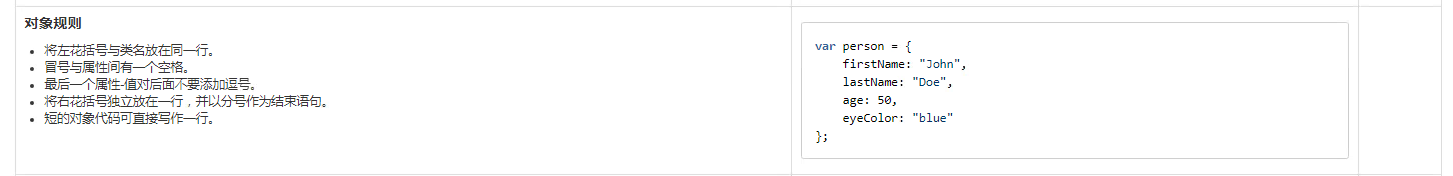 对象规则
将左花括号与类名放在同一行。
冒号与属性间有一个空格。
最后一个属性-值对后面不要添加逗号。
将右花括号独立放在一行，并以分号作为结束语句。
短的对象代码可直接写作一行。
var person = {
    firstName: "John",
    lastName: "Doe",
    age: 50,
    eyeColor: "blue"
};